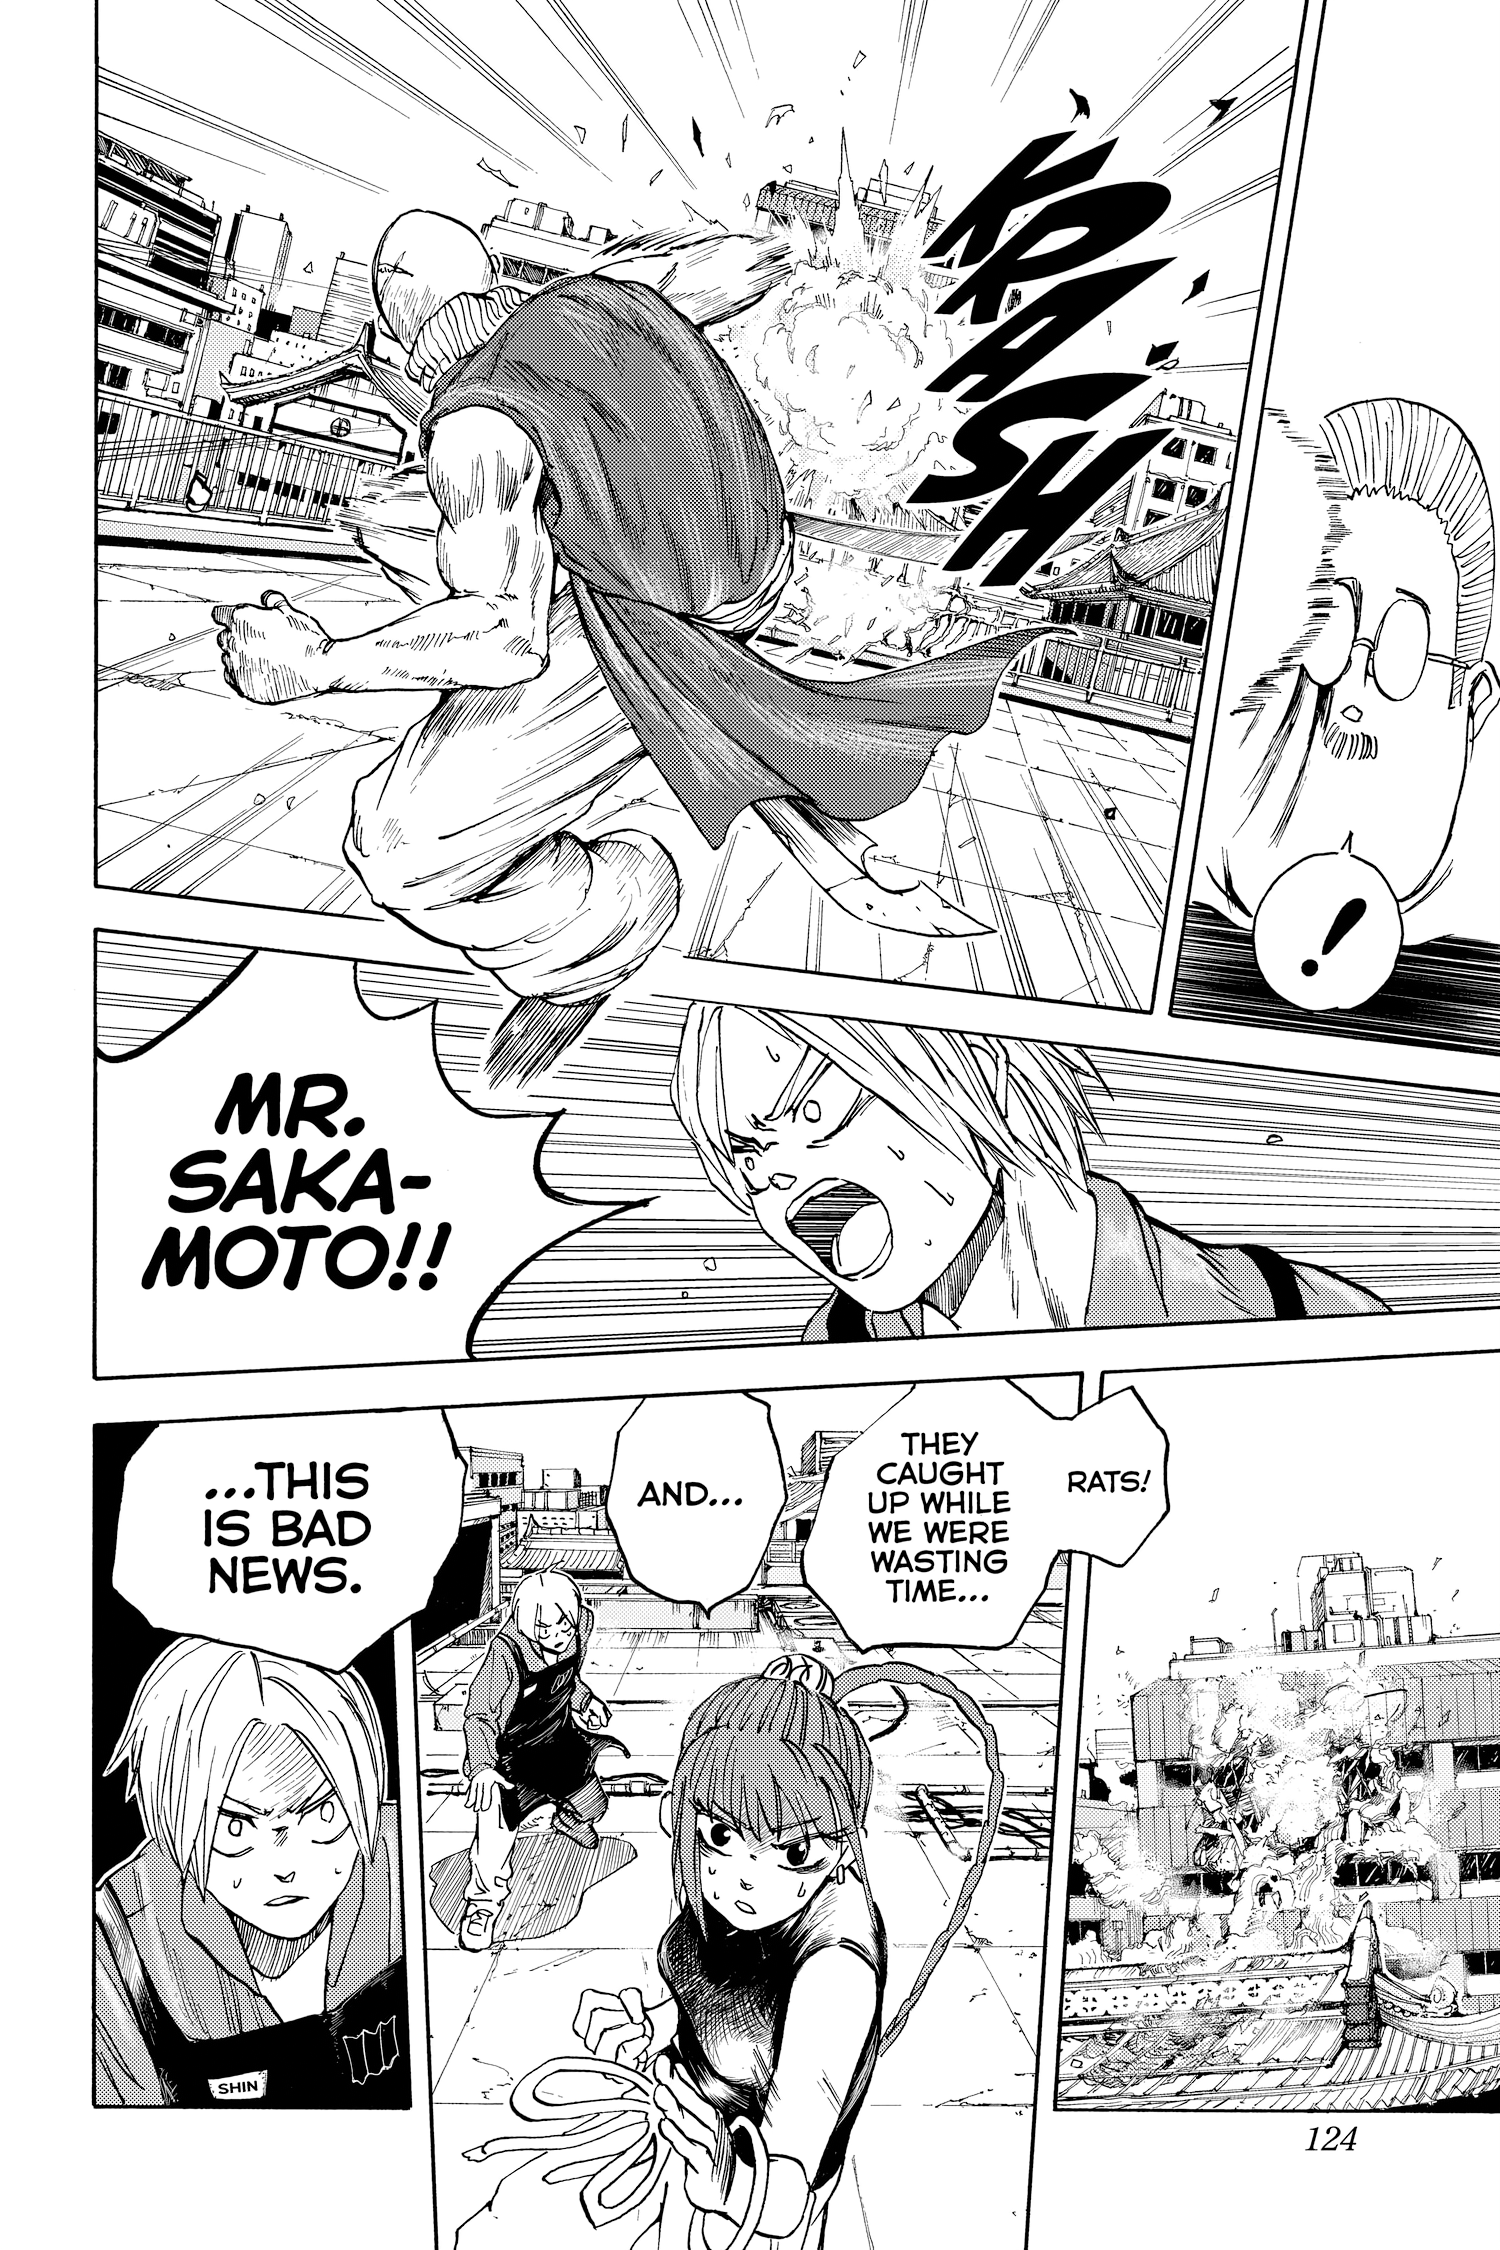 !
KRASH
MR.
SAKA-
MOTO!!
RATS!
THEY
CAUGHT
UP WHILE
WE WERE
WASTING
TIME...
AND...
...THIS
IS BAD
NEWS.
SHIN
124